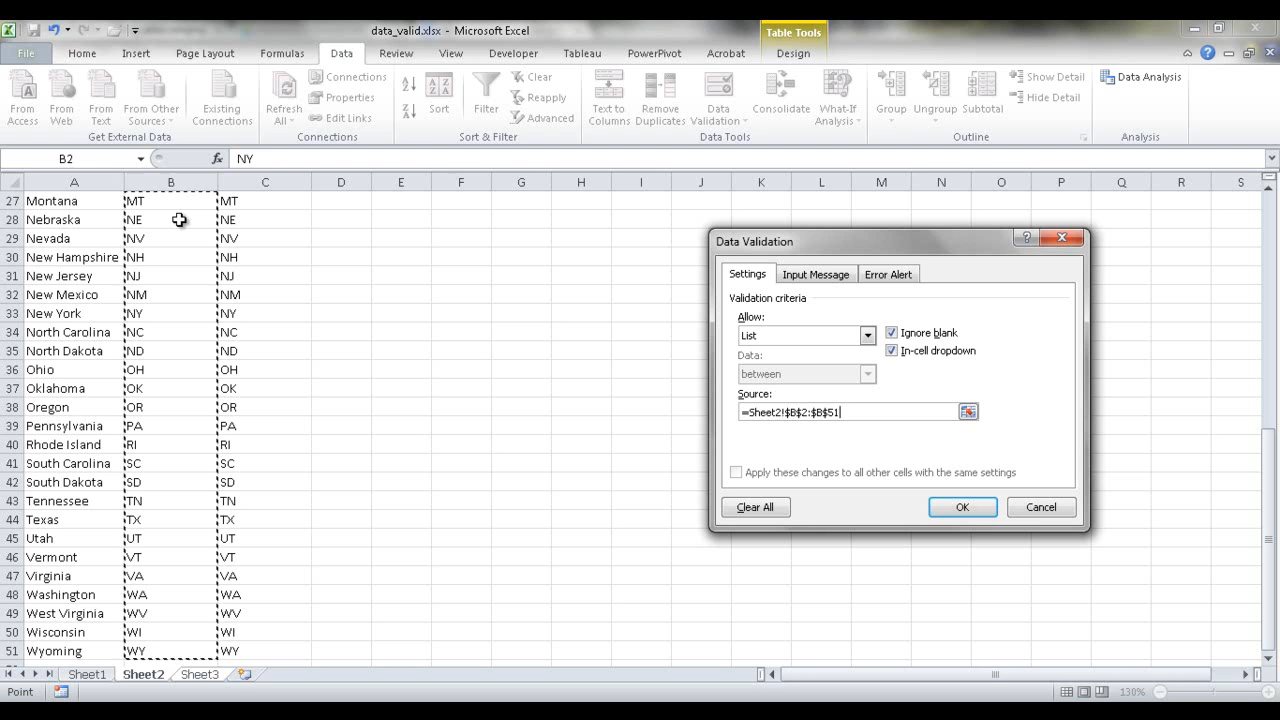 data_valid.xlsx - Microsoft Excel
Table Tools
File Home Insert Page Layout Formulas Data Review View Developer Tableau PowerPivot Acrobat Design
From Access
From Web
From Text
From Other Sources
Existing Connections
Get External Data
Refresh All
Connections
Properties
Edit Links
Connections
Sort
Filter
Clear
Reapply
Advanced
Sort & Filter
Text to Columns
Remove Duplicates
Data Validation
Consolidate
What-If Analysis
Data Tools
Group
Ungroup
Subtotal
Show Detail
Hide Detail
Outline
Data Analysis
Analysis
B2 fx NY
A B C D E F G H I J K L M N O P Q R S
27 Montana MT MT
28 Nebraska NE NE
29 Nevada NV NV
30 New Hampshire NH NH
31 New Jersey NJ NJ
32 New Mexico NM NM
33 New York NY NY
34 North Carolina NC NC
35 North Dakota ND ND
36 Ohio OH OH
37 Oklahoma OK OK
38 Oregon OR OR
39 Pennsylvania PA PA
40 Rhode Island RI RI
41 South Carolina SC SC
42 South Dakota SD SD
43 Tennessee TN TN
44 Texas TX TX
45 Utah UT UT
46 Vermont VT VT
47 Virginia VA VA
48 Washington WA WA
49 West Virginia WV WV
50 Wisconsin WI WI
51 Wyoming WY WY
Data Validation
Settings Input Message Error Alert
Validation criteria
Allow:
List
Ignore blank
In-cell dropdown
Data:
between
Source:
=Sheet2!$B$2:$B$51
Apply these changes to all other cells with the same settings
Clear All OK Cancel
Sheet1 Sheet2 Sheet3
Point 130%